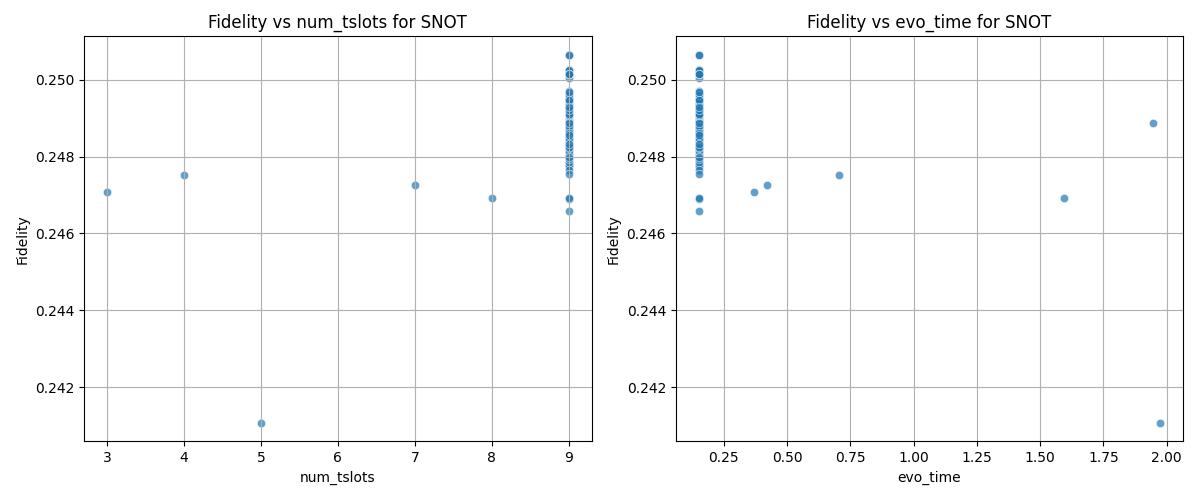 Fidelity vs num_tslots for SNOT
Fidelity
0.250
0.248
0.246
0.244
0.242
3 4 5 6 7 8 9
num_tslots
Fidelity vs evo_time for SNOT
Fidelity
0.250
0.248
0.246
0.244
0.242
0.25 0.50 0.75 1.00 1.25 1.50 1.75 2.00
evo_time